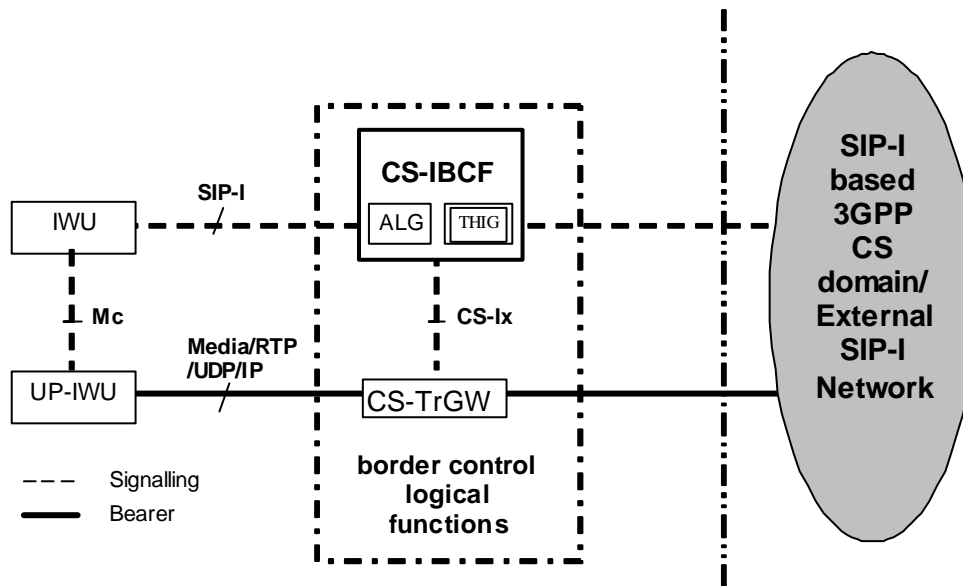 CS-IBCF
ALG
THIG
SIP-I
IWU
Mc
CS-Ix
Media/RTP
/UDP/IP
UP-IWU
CS-TrGW
border control
logical
functions
Signalling
Bearer
SIP-I
based
3GPP
CS
domain/
External
SIP-I
Network